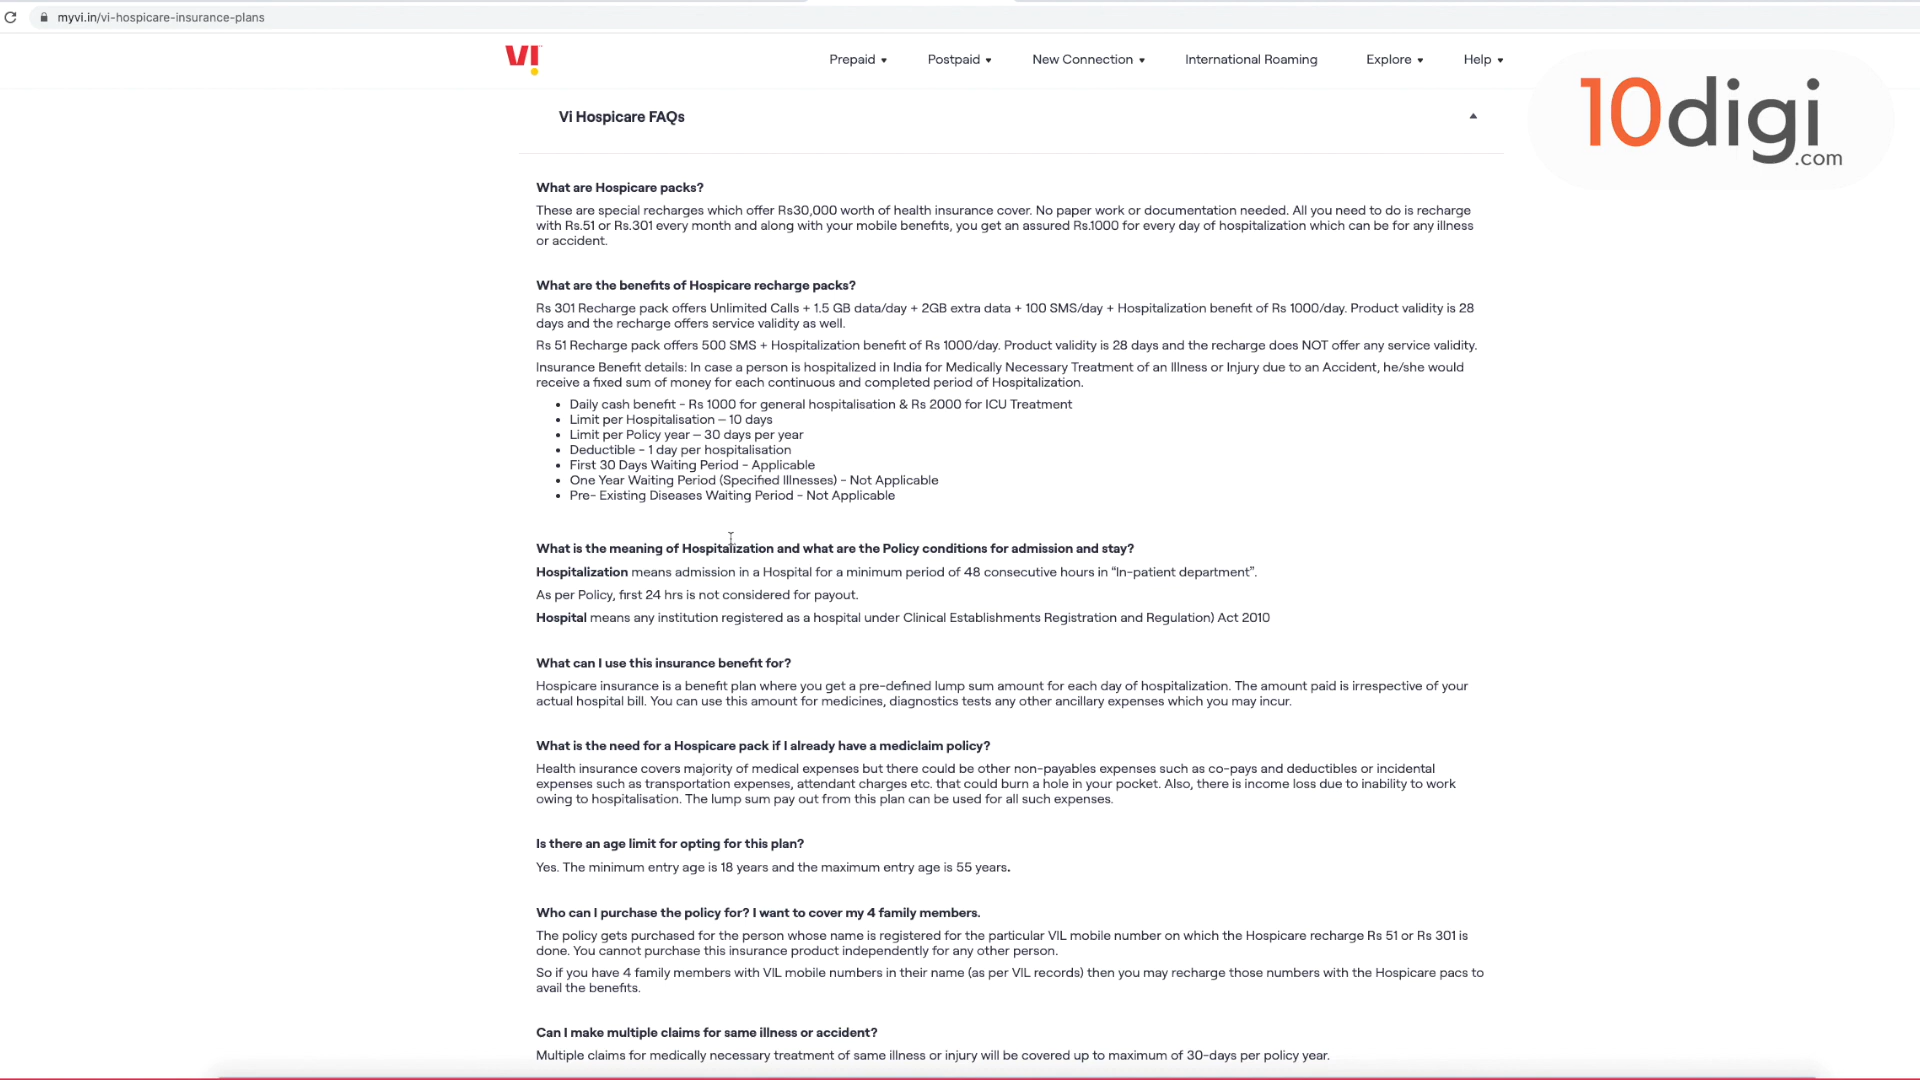 myvi.in/vi-hospicare-insurance-plans
VI
Prepaid
Postpaid
New Connection
International Roaming
Explore
Help
10digi
.com
Vi Hospicare FAQs
What are Hospicare packs?
These are special recharges which offer Rs30,000 worth of health insurance cover. No paper work or documentation needed. All you need to do is recharge
with Rs.51 or Rs.301 every month and along with your mobile benefits, you get an assured Rs.1000 for every day of hospitalization which can be for any illness
or accident.
What are the benefits of Hospicare recharge packs?
Rs 301 Recharge pack offers Unlimited Calls + 1.5 GB data/day + 2GB extra data + 100 SMS/day + Hospitalization benefit of Rs 1000/day. Product validity is 28
days and the recharge offers service validity as well.
Rs 51 Recharge pack offers 500 SMS + Hospitalization benefit of Rs 1000/day. Product validity is 28 days and the recharge does NOT offer any service validity.
Insurance Benefit details: In case a person is hospitalized in India for Medically Necessary Treatment of an Illness or Injury due to an Accident, he/she would
receive a fixed sum of money for each continuous and completed period of Hospitalization.
• Daily cash benefit - Rs 1000 for general hospitalisation & Rs 2000 for ICU Treatment
• Limit per Hospitalisation – 10 days
• Limit per Policy year – 30 days per year
• Deductible - 1 day per hospitalisation
• First 30 Days Waiting Period - Applicable
• One Year Waiting Period (Specified Illnesses) - Not Applicable
• Pre- Existing Diseases Waiting Period - Not Applicable
What is the meaning of Hospitalization and what are the Policy conditions for admission and stay?
Hospitalization means admission in a Hospital for a minimum period of 48 consecutive hours in “In-patient department”.
As per Policy, first 24 hrs is not considered for payout.
Hospital means any institution registered as a hospital under Clinical Establishments Registration and Regulation) Act 2010
What can I use this insurance benefit for?
Hospicare insurance is a benefit plan where you get a pre-defined lump sum amount for each day of hospitalization. The amount paid is irrespective of your
actual hospital bill. You can use this amount for medicines, diagnostics tests any other ancillary expenses which you may incur.
What is the need for a Hospicare pack if I already have a mediclaim policy?
Health insurance covers majority of medical expenses but there could be other non-payables expenses such as co-pays and deductibles or incidental
expenses such as transportation expenses, attendant charges etc. that could burn a hole in your pocket. Also, there is income loss due to inability to work
owing to hospitalisation. The lump sum pay out from this plan can be used for all such expenses.
Is there an age limit for opting for this plan?
Yes. The minimum entry age is 18 years and the maximum entry age is 55 years.
Who can I purchase the policy for? I want to cover my 4 family members.
The policy gets purchased for the person whose name is registered for the particular VIL mobile number on which the Hospicare recharge Rs 51 or Rs 301 is
done. You cannot purchase this insurance product independently for any other person.
So if you have 4 family members with VIL mobile numbers in their name (as per VIL records) then you may recharge those numbers with the Hospicare pacs to
avail the benefits.
Can I make multiple claims for same illness or accident?
Multiple claims for medically necessary treatment of same illness or injury will be covered up to maximum of 30-days per policy year.